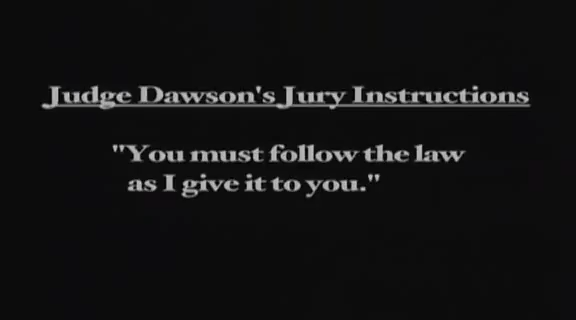 Judge Dawson's Jury Instructions
"You must follow the law
as I give it to you."